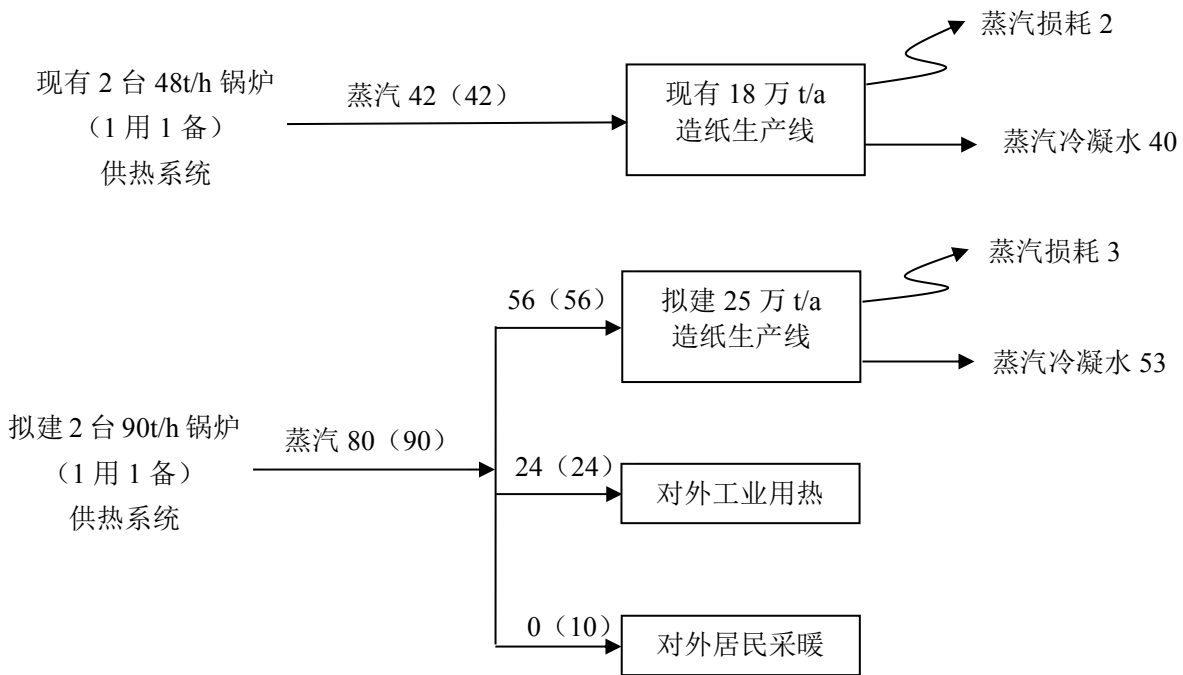 蒸汽损耗 2
现有 2 台 48t/h 锅炉
（1 用 1 备）
供热系统
蒸汽 42（42）
现有 18 万 t/a
造纸生产线
蒸汽冷凝水 40
蒸汽损耗 3
56（56）
拟建 25 万 t/a
造纸生产线
蒸汽冷凝水 53
拟建 2 台 90t/h 锅炉
（1 用 1 备）
供热系统
蒸汽 80（90）
24（24）
对外工业用热
0（10）
对外居民采暖